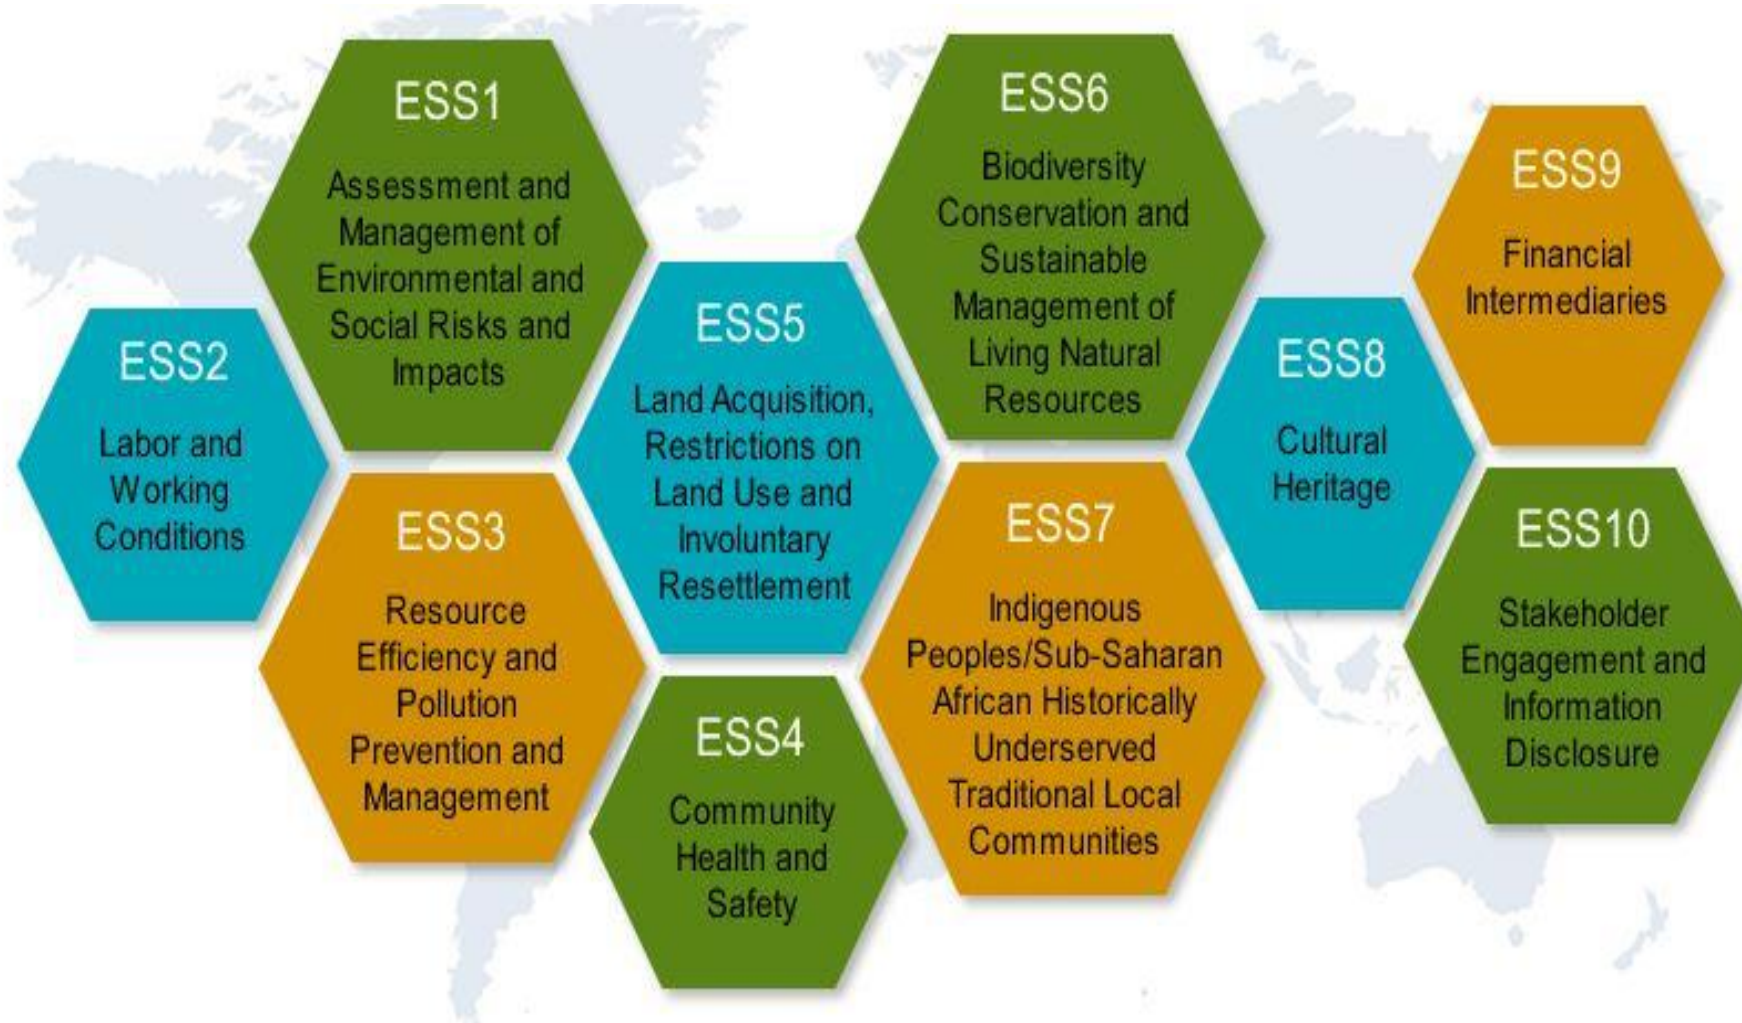 ESS1
Assessment and
Management of
Environmental and
Social Risks and
Impacts
ESS2
Labor and
Working
Conditions
ESS3
Resource
Efficiency and
Pollution
Prevention and
Management
ESS4
Community
Health and
Safety
ESS5
Land Acquisition,
Restrictions on
Land Use and
Involuntary
Resettlement
ESS6
Biodiversity
Conservation and
Sustainable
Management of
Living Natural
Resources
ESS7
Indigenous
Peoples/Sub-Saharan
African Historically
Underserved
Traditional Local
Communities
ESS8
Cultural
Heritage
ESS9
Financial
Intermediaries
ESS10
Stakeholder
Engagement and
Information
Disclosure